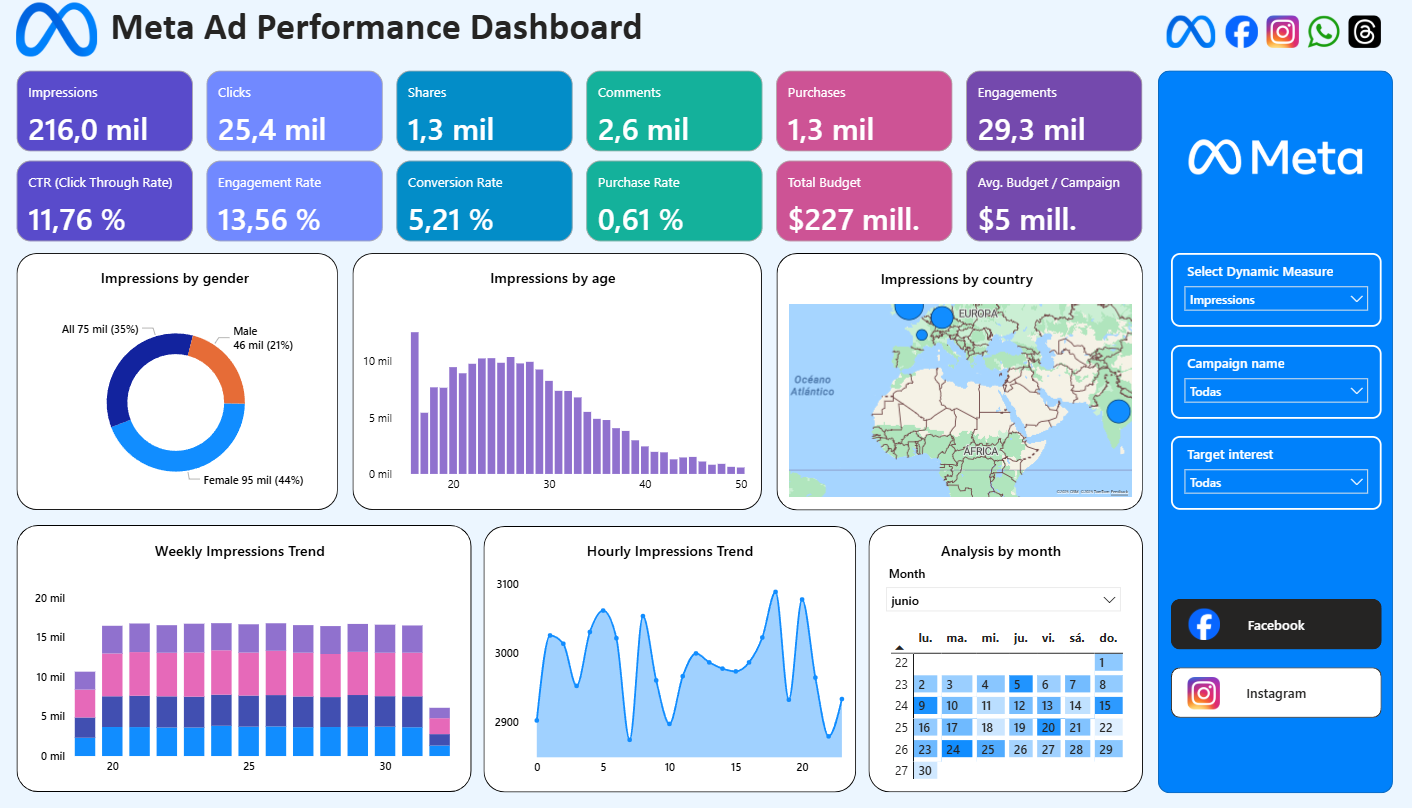 Meta Ad Performance Dashboard
Impressions
216,0 mil
Clicks
25,4 mil
Shares
1,3 mil
Comments
2,6 mil
Purchases
1,3 mil
Engagements
29,3 mil
CTR (Click Through Rate)
11,76 %
Engagement Rate
13,56 %
Conversion Rate
5,21 %
Purchase Rate
0,61 %
Total Budget
$227 mill.
Avg. Budget / Campaign
$5 mill.
Meta
Select Dynamic Measure
Impressions
Campaign name
Todas
Target interest
Todas
Facebook
Instagram
Impressions by gender
All 75 mil (35%)
Male
46 mil (21%)
Female 95 mil (44%)
Impressions by age
10 mil
5 mil
0 mil
20 30 40 50
Impressions by country
EUROPA
Océano
Atlántico
ÁFRICA
Weekly Impressions Trend
20 mil
15 mil
10 mil
5 mil
0 mil
20 25 30
Hourly Impressions Trend
3100
3000
2900
0 5 10 15 20
Analysis by month
Month
junio
lu. ma. mi. ju. vi. sá. do.
22 1
23 2 3 4 5 6 7 8
24 9 10 11 12 13 14 15
25 16 17 18 19 20 21 22
26 23 24 25 26 27 28 29
27 30